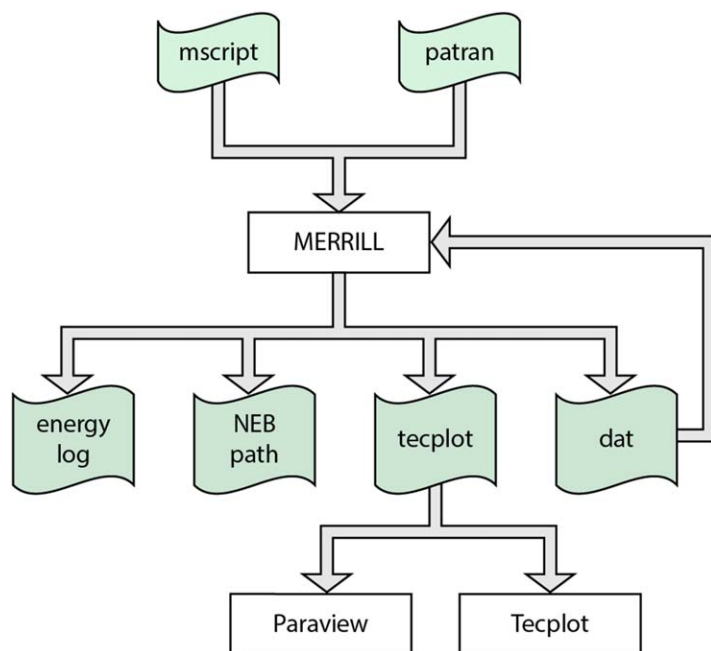 mscript
patran
MERRILL
energy
log
NEB
path
tecplot
dat
Paraview
Tecplot